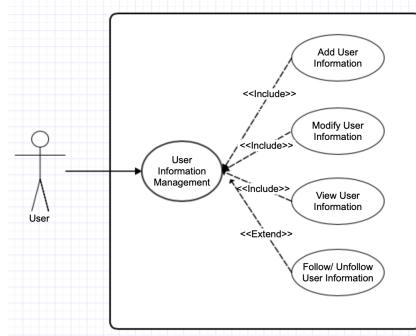 Add User
Information
<<Include>>
Modify User
Information
<<Include>>
User
Information
Management
<<Include>>
View User
Information
User
<<Extend>>
Follow/ Unfollow
User Information